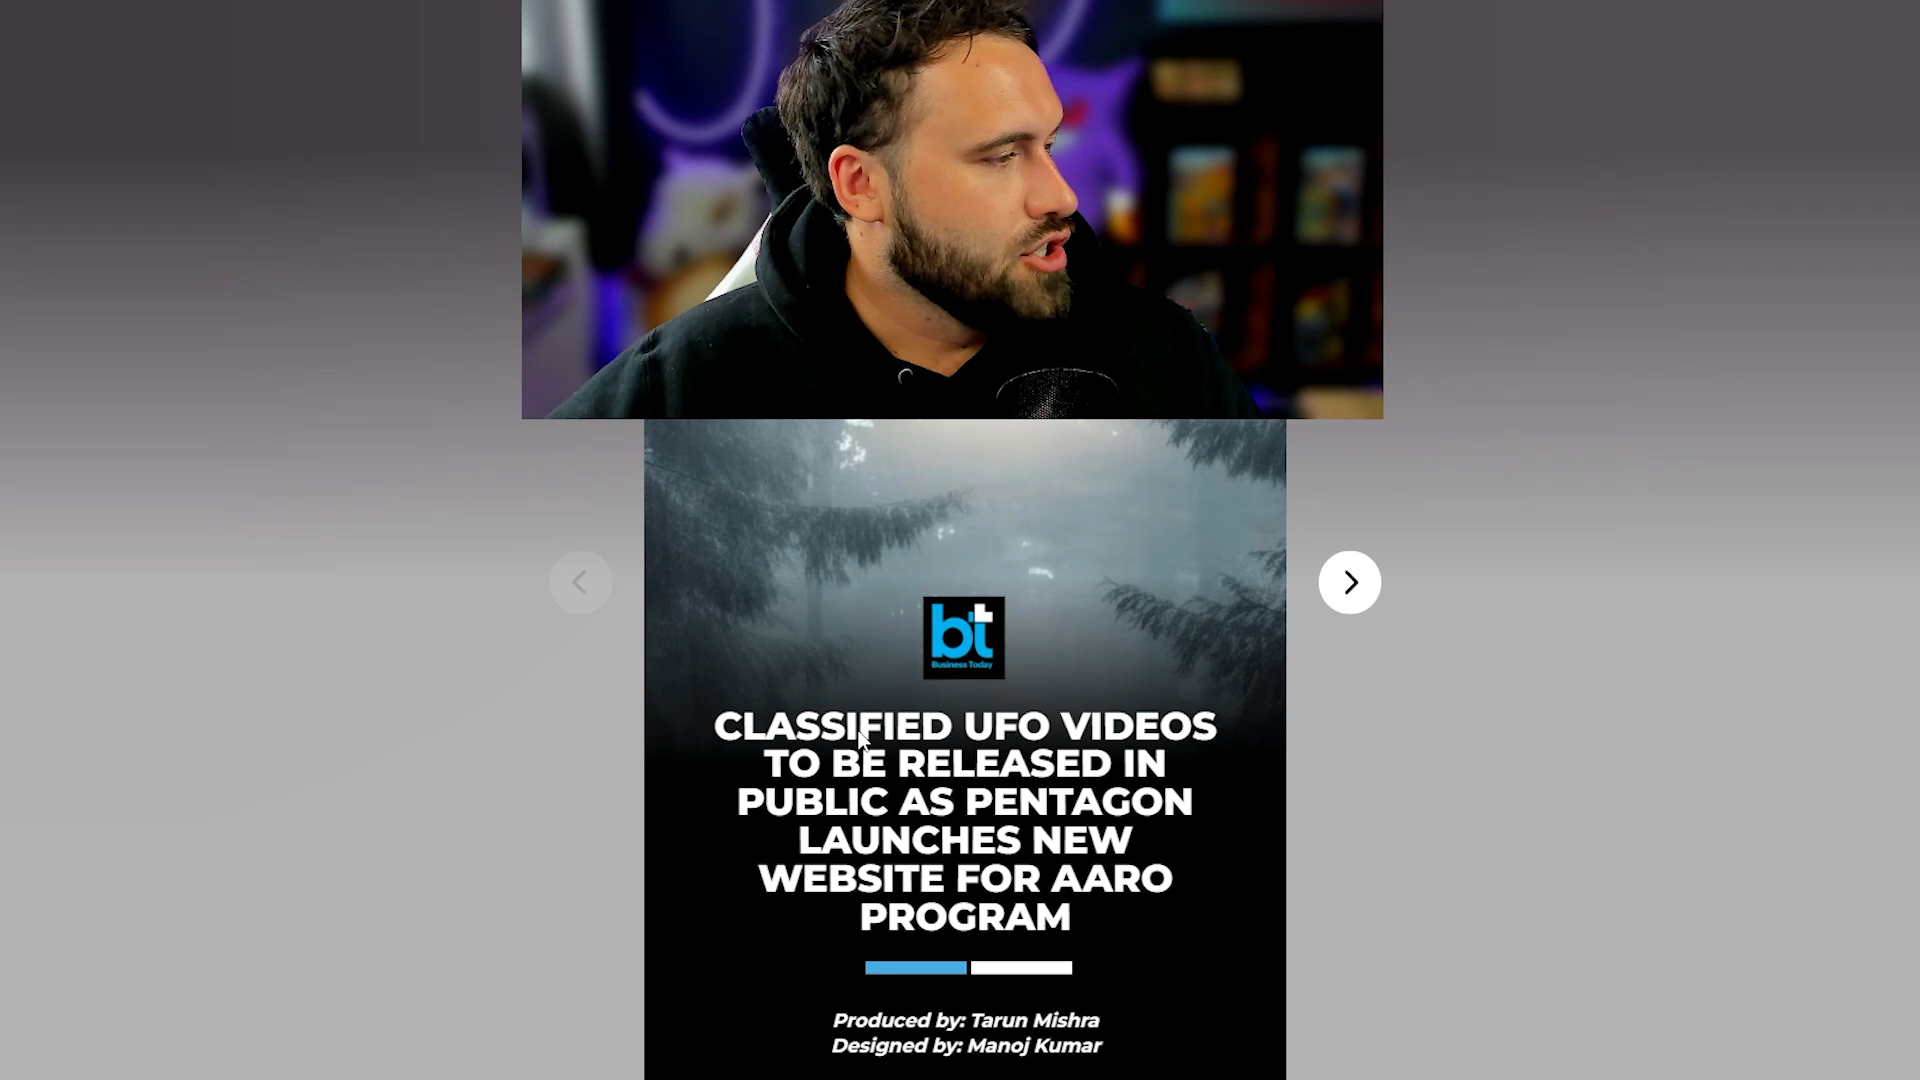 bt
Business Today
CLASSIFIED UFO VIDEOS
TO BE RELEASED IN
PUBLIC AS PENTAGON
LAUNCHES NEW
WEBSITE FOR AARO
PROGRAM
Produced by: Tarun Mishra
Designed by: Manoj Kumar